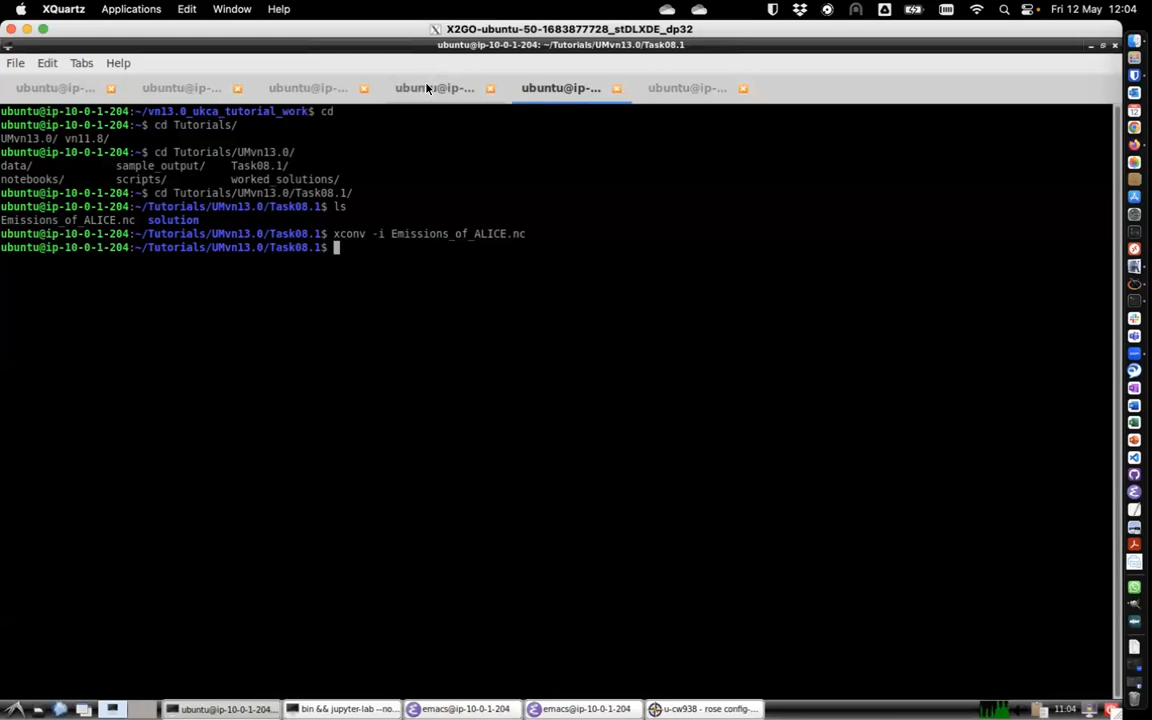 XQuartz Applications Edit Window Help Fri 12 May 12:04
X2GO-ubuntu-50-1683877728_stDLXDE_dp32
ubuntu@ip-10-0-1-204: ~/Tutorials/UMvn13.0/Task08.1
File Edit Tabs Help
ubuntu@ip-... ubuntu@ip-... ubuntu@ip-... ubuntu@ip-... ubuntu@ip-... ubuntu@ip-...
ubuntu@ip-10-0-1-204:~/vn13.0_ukca_tutorial_work$ cd
ubuntu@ip-10-0-1-204:~$ cd Tutorials/
UMvn13.0/ vn11.8/
ubuntu@ip-10-0-1-204:~$ cd Tutorials/UMvn13.0/
data/ sample_output/ Task08.1/
notebooks/ scripts/ worked_solutions/
ubuntu@ip-10-0-1-204:~$ cd Tutorials/UMvn13.0/Task08.1/
ubuntu@ip-10-0-1-204:~/Tutorials/UMvn13.0/Task08.1$ ls
Emissions_of_ALICE.nc solution
ubuntu@ip-10-0-1-204:~/Tutorials/UMvn13.0/Task08.1$ xconv -i Emissions_of_ALICE.nc
ubuntu@ip-10-0-1-204:~/Tutorials/UMvn13.0/Task08.1$
ubuntu@ip-10-0-1-204... bin && jupyter-lab --no... emacs@ip-10-0-1-204 emacs@ip-10-0-1-204 u-cw938 - rose config-... 11:04